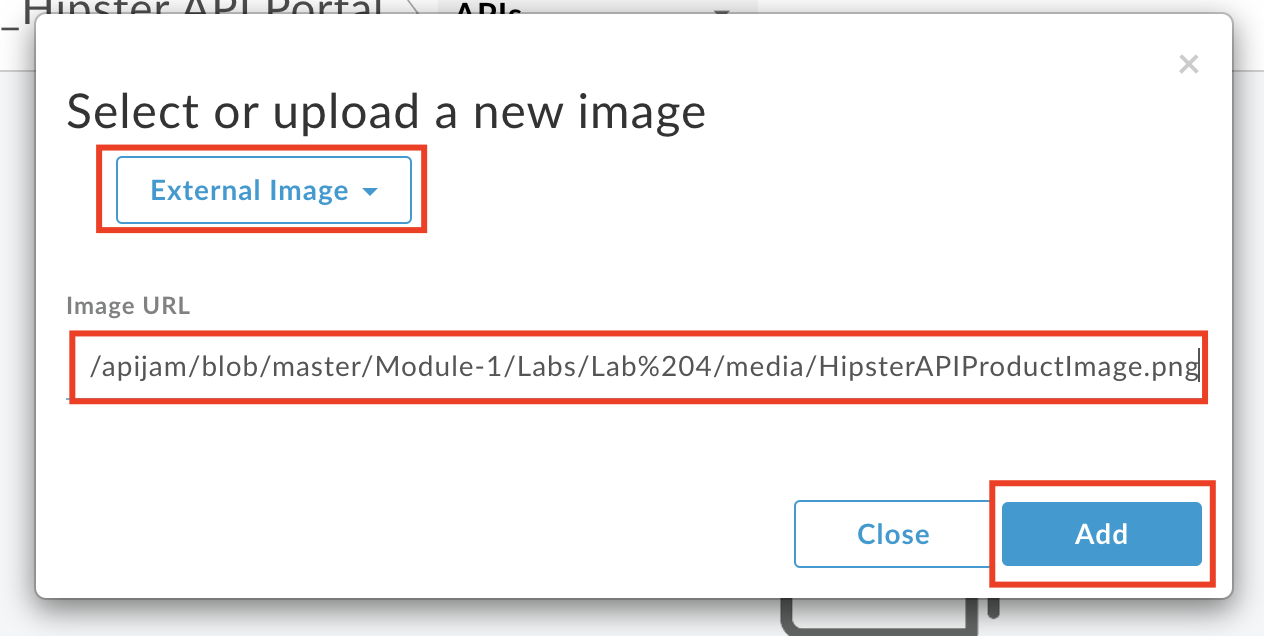 _Hipster API Portal
APIs
×
Select or upload a new image
External Image
Image URL
/apijam/blob/master/Module-1/Labs/Lab%204/media/HipsterAPIProductImage.png
Close
Add